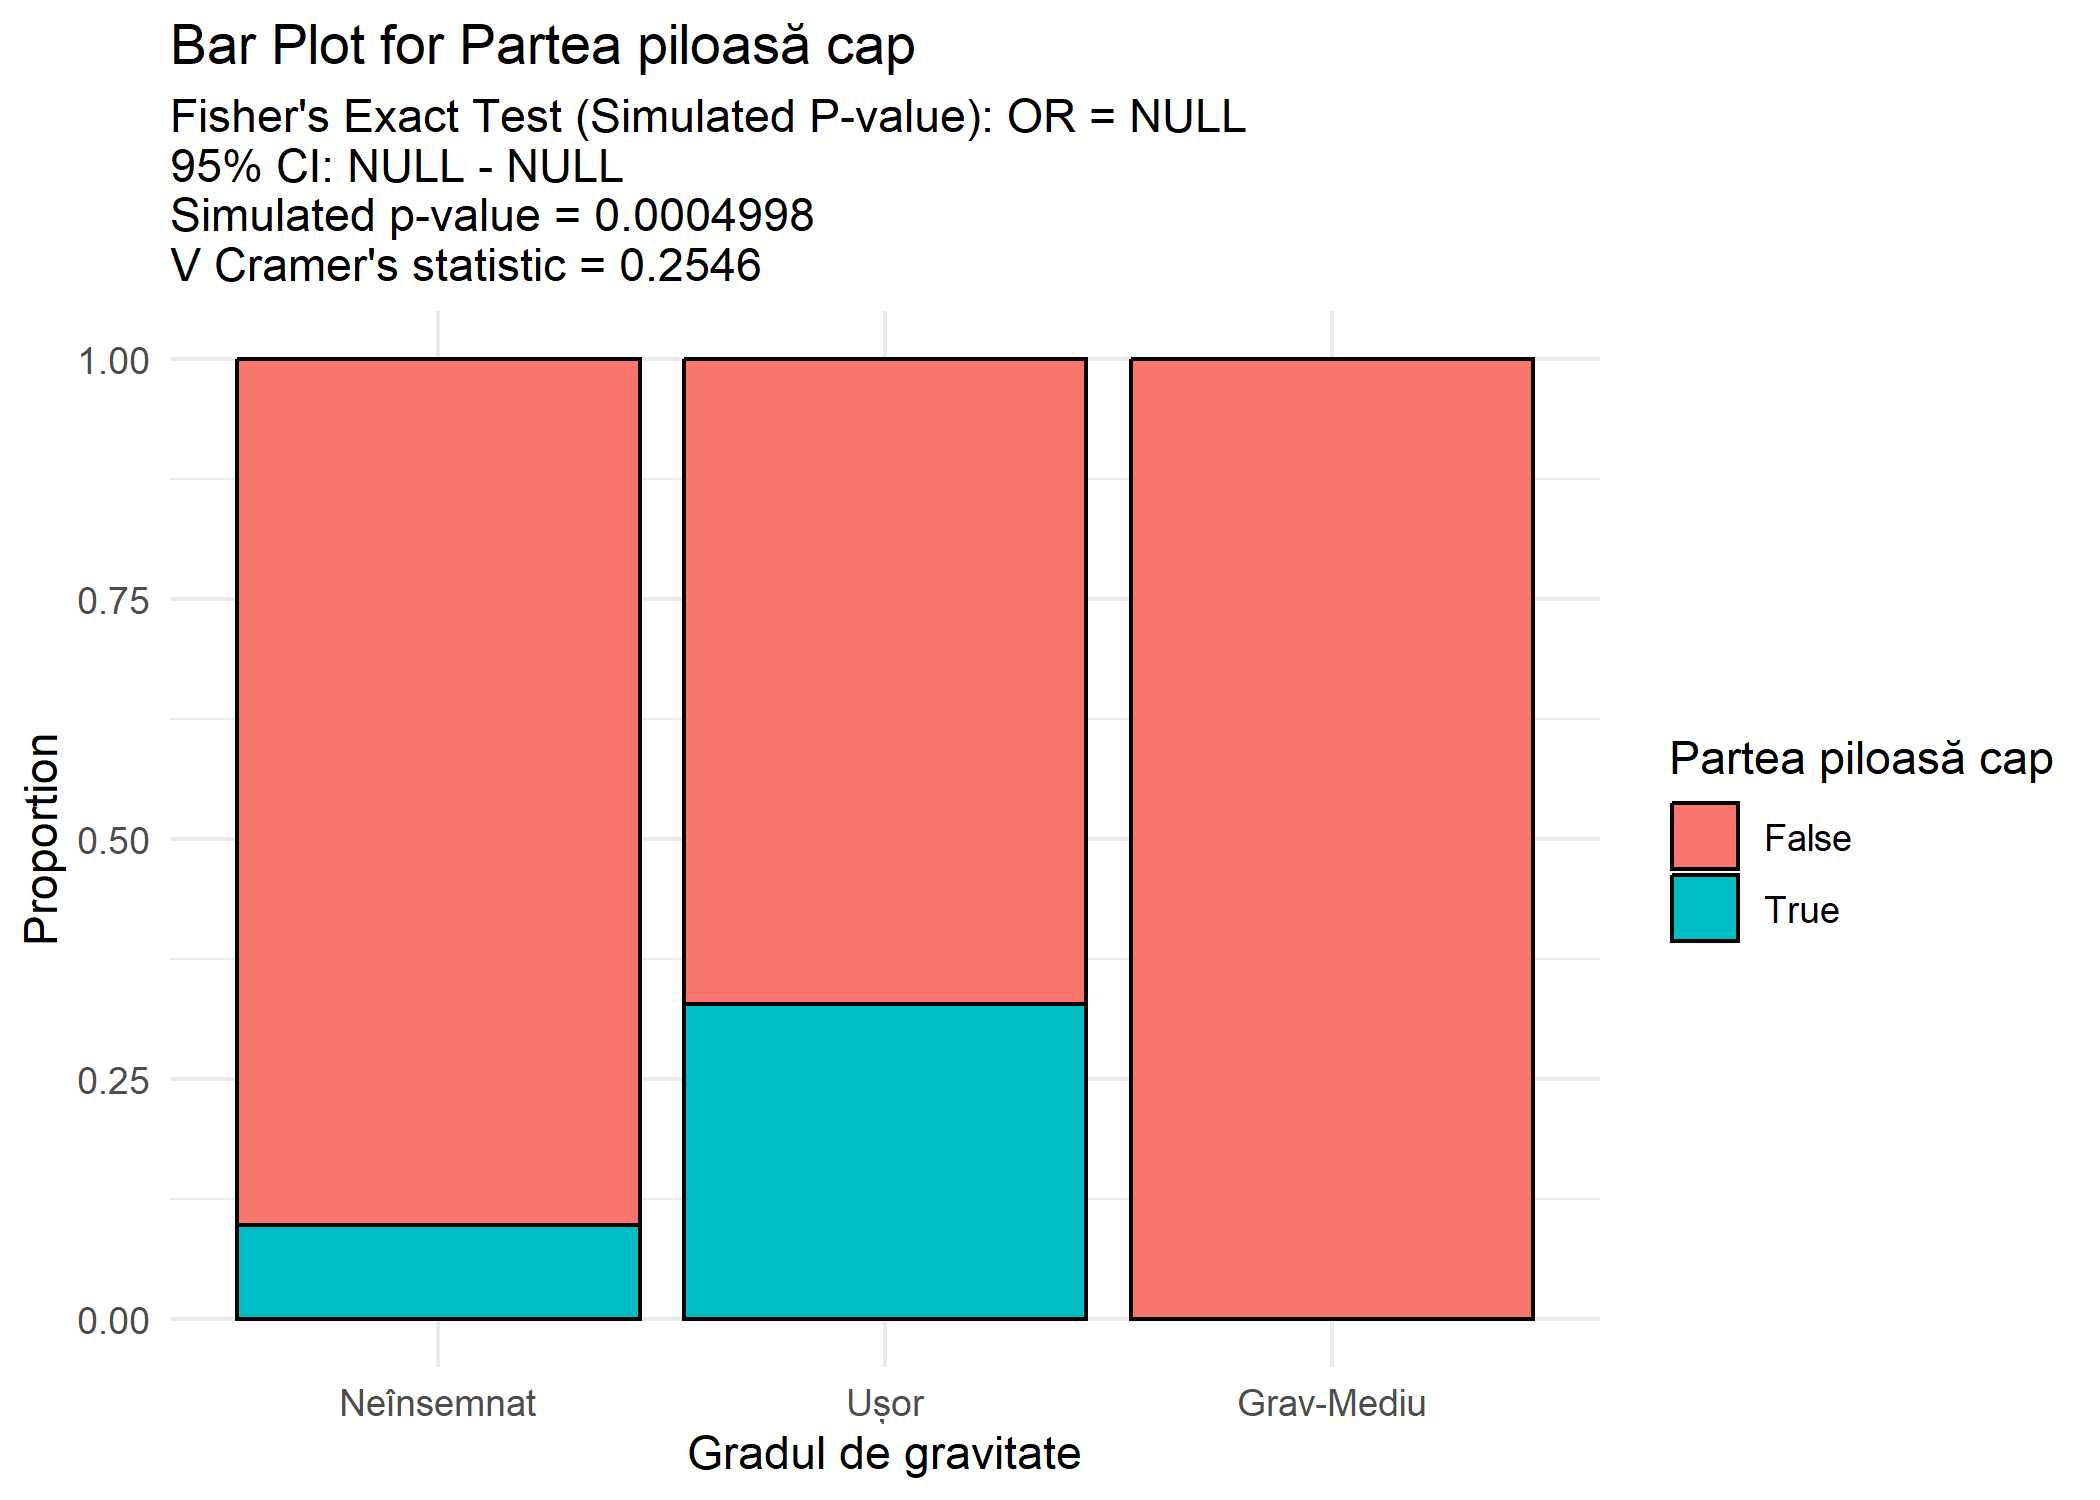 Bar Plot for Partea piloasă cap
Fisher's Exact Test (Simulated P-value): OR = NULL
95% CI: NULL - NULL
Simulated p-value = 0.0004998
V Cramer's statistic = 0.2546
1.00
0.75
0.50
0.25
0.00
Proportion
Neînsemnat
Ușor
Grav-Mediu
Gradul de gravitate
Partea piloasă cap
False
True